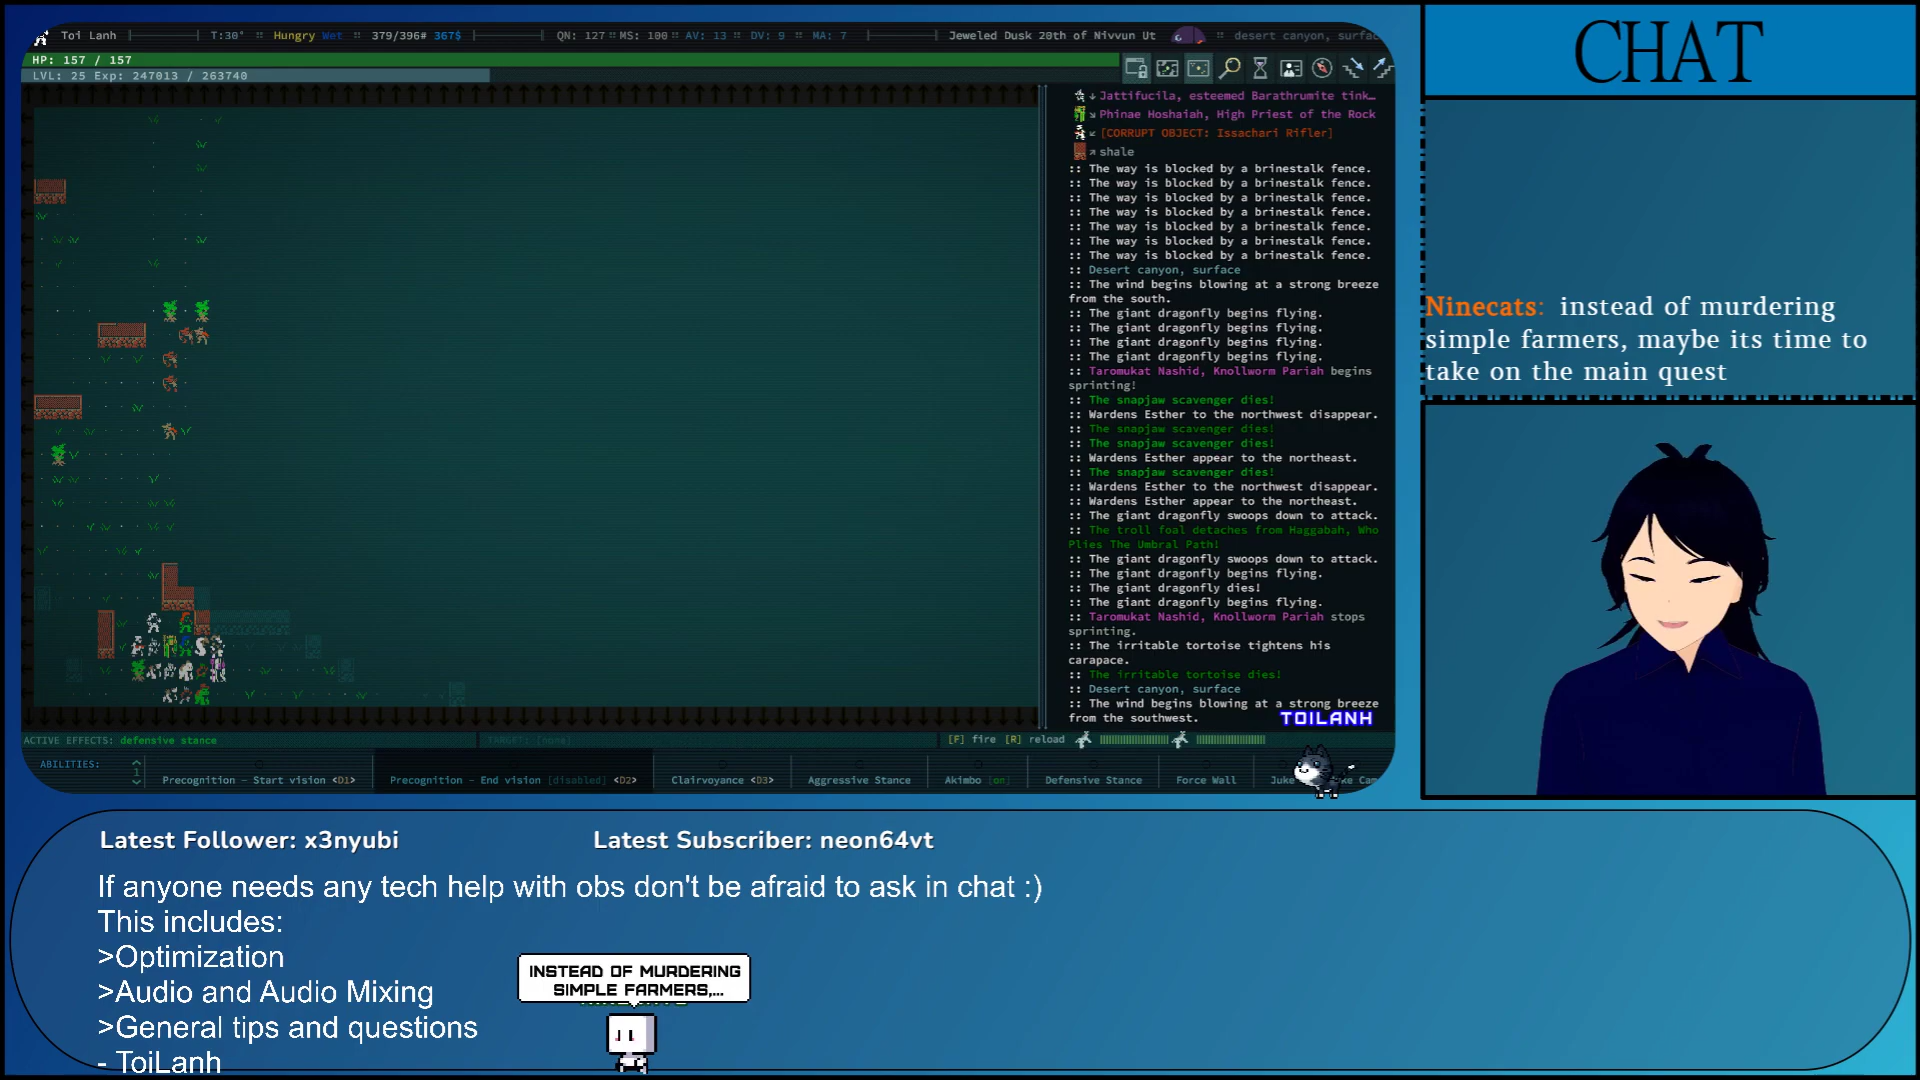 Toi Lanh
T:30° :: Hungry Wet :: 379/396# 367$
QN: 127 :: MS: 100 :: AV: 13 :: DV: 9 :: MA: 7
Jeweled Dusk 20th of Nivvun Ut :: desert canyon, surfac
HP: 157 / 157
LVL: 25 Exp: 247013 / 263740
Jattifucila, esteemed Barathrumite tink…
Phinae Hoshaiah, High Priest of the Rock
[CORRUPT OBJECT: Issachari Rifler]
shale
:: The way is blocked by a brinestalk fence.
:: The way is blocked by a brinestalk fence.
:: The way is blocked by a brinestalk fence.
:: The way is blocked by a brinestalk fence.
:: The way is blocked by a brinestalk fence.
:: The way is blocked by a brinestalk fence.
:: The way is blocked by a brinestalk fence.
:: Desert canyon, surface
:: The wind begins blowing at a strong breeze
from the south.
:: The giant dragonfly begins flying.
:: The giant dragonfly begins flying.
:: The giant dragonfly begins flying.
:: The giant dragonfly begins flying.
:: Taromukat Nashid, Knollworm Pariah begins
sprinting!
:: The snapjaw scavenger dies!
:: Wardens Esther to the northwest disappear.
:: The snapjaw scavenger dies!
:: The snapjaw scavenger dies!
:: Wardens Esther appear to the northeast.
:: The snapjaw scavenger dies!
:: Wardens Esther to the northwest disappear.
:: Wardens Esther appear to the northeast.
:: The giant dragonfly swoops down to attack.
:: The troll foal detaches from Haggabah, Who
Plies The Umbral Path!
:: The giant dragonfly swoops down to attack.
:: The giant dragonfly begins flying.
:: The giant dragonfly dies!
:: The giant dragonfly begins flying.
:: Taromukat Nashid, Knollworm Pariah stops
sprinting.
:: The irritable tortoise tightens his
carapace.
:: The irritable tortoise dies!
:: Desert canyon, surface
:: The wind begins blowing at a strong breeze
from the southwest.
TOILANH
ACTIVE EFFECTS: defensive stance
TARGET: [none]
[F] fire [R] reload
ABILITIES:
1
Precognition – Start vision <D1>
Precognition – End vision [disabled] <D2>
Clairvoyance <D3>
Aggressive Stance
Akimbo [on]
Defensive Stance
Force Wall
CHAT
Ninecats: instead of murdering
simple farmers, maybe its time to
take on the main quest
Latest Follower: x3nyubi
Latest Subscriber: neon64vt
If anyone needs any tech help with obs don't be afraid to ask in chat :)
This includes:
>Optimization
>Audio and Audio Mixing
>General tips and questions
- ToiLanh
INSTEAD OF MURDERING
SIMPLE FARMERS,...